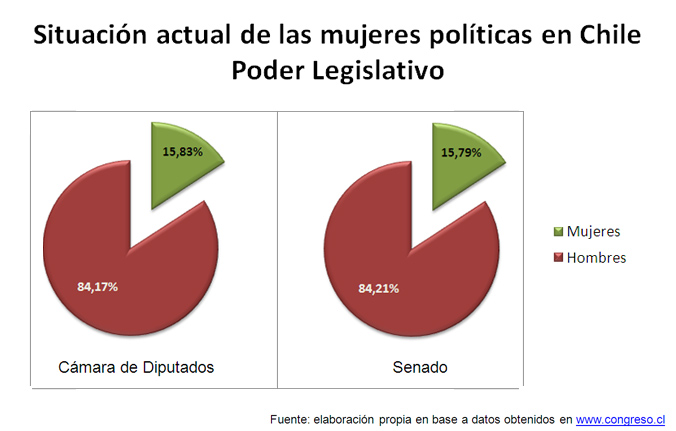 Situación actual de las mujeres políticas en Chile
Poder Legislativo
15,83%
84,17%
Cámara de Diputados
15,79%
84,21%
Senado
Mujeres
Hombres
Fuente: elaboración propia en base a datos obtenidos en www.congreso.cl